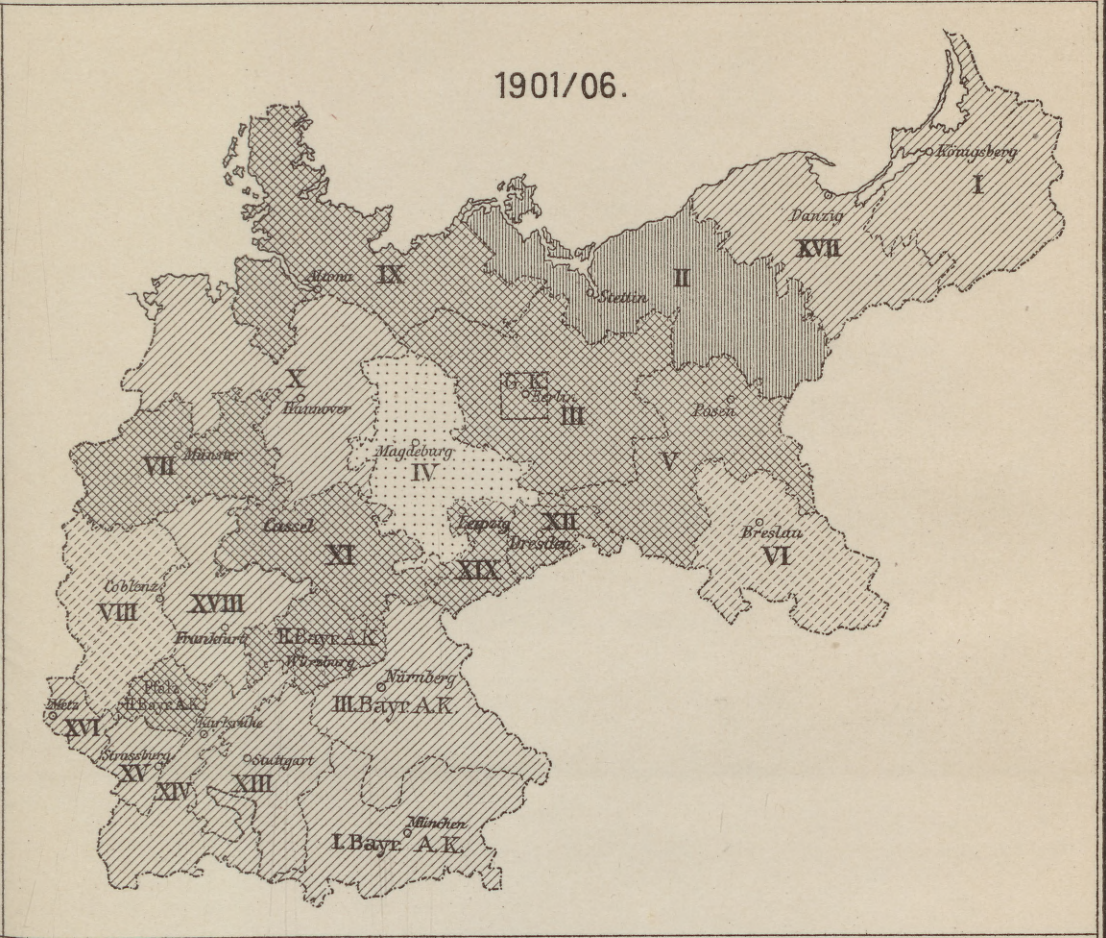 1901/06.
Königsberg
I
Danzig
XVII
Altona
IX
II
Stettin
X
Hannover
G. K.
Berlin
III
Posen
VII
Münster
Magdeburg
IV
V
Cassel
XI
Leipzig
XII
Dresden
XIX
Breslau
VI
Coblenz
VIII
XVIII
Frankfurt
II. Bayr. A.K.
Würzburg
Pfalz
II. Bayr. A.K.
Nürnberg
III. Bayr. A.K.
Metz
XVI
Karlsruhe
Strassburg
XV
XIV
Stuttgart
XIII
München
I. Bayr. A.K.